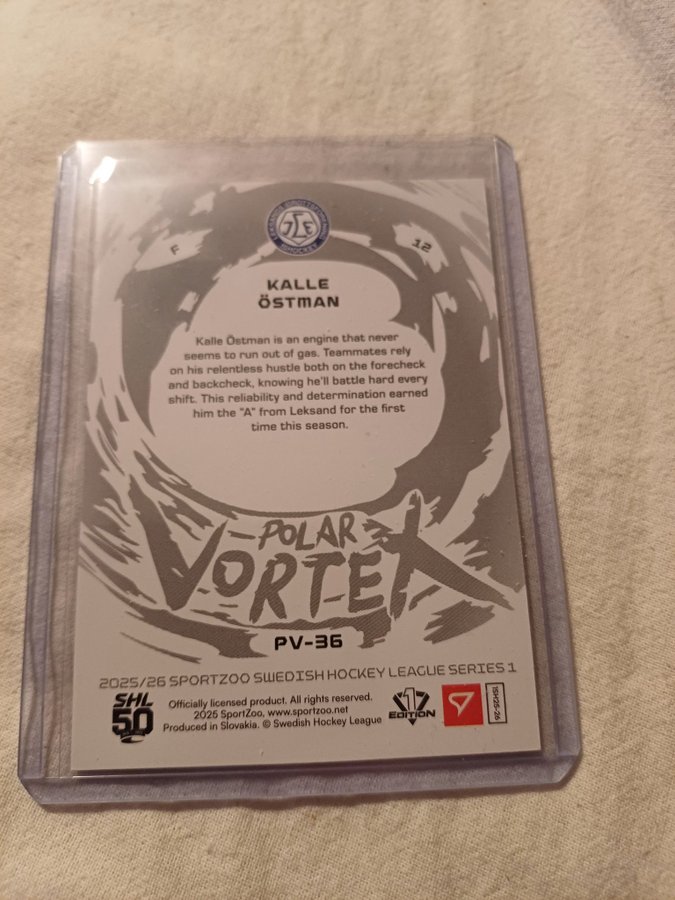 F
12
KALLE
ÖSTMAN
Kalle Östman is an engine that never
seems to run out of gas. Teammates rely
on his relentless hustle both on the forecheck
and backcheck, knowing he'll battle hard every
shift. This reliability and determination earned
him the "A" from Leksand for the first
time this season.
POLAR
VORTEX
PV-36
2025/26 SPORTZOO SWEDISH HOCKEY LEAGUE SERIES 1
SHL
50
Officially licensed product. All rights reserved.
2025 SportZoo, www.sportzoo.net
Produced in Slovakia. © Swedish Hockey League
1
EDITION
ISH25-26